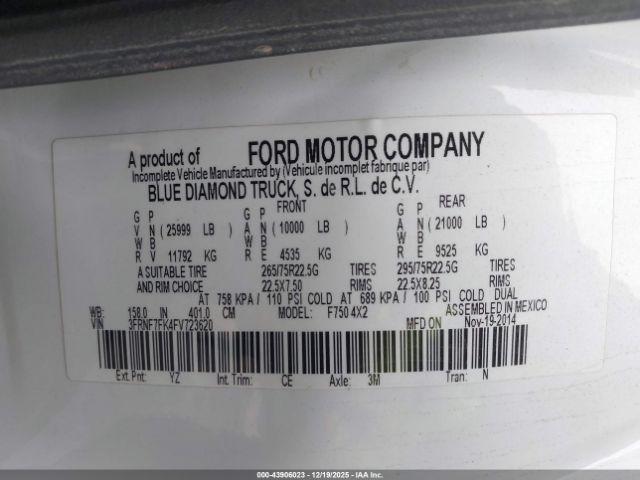 A product of FORD MOTOR COMPANY
Incomplete Vehicle Manufactured by (Vehicule incomplet fabrique par)
BLUE DIAMOND TRUCK, S. de R.L. de C.V.
FRONT REAR
G P G P G P
V N ( 25999 LB ) A N ( 10000 LB ) A N ( 21000 LB )
W B W B W B
R V 11792 KG R E 4535 KG R E 9525 KG
A SUITABLE TIRE 265/75R22.5G TIRES 295/75R22.5G TIRES
AND RIM CHOICE 22.5X7.50 RIMS 22.5X8.25 RIMS
AT 758 KPA/ 110 PSI COLD AT 689 KPA/ 100 PSI COLD DUAL
WB: 158.0 IN 401.0 CM MODEL: F750 4X2 ASSEMBLED IN MEXICO
VIN 3FRNF7FK4FV723620 MFD ON Nov-19-2014
Ext. Pnt: YZ Int. Trim: CE Axle: 3M Tran: N
000-43906023 - 12/19/2025 - IAAI.COM